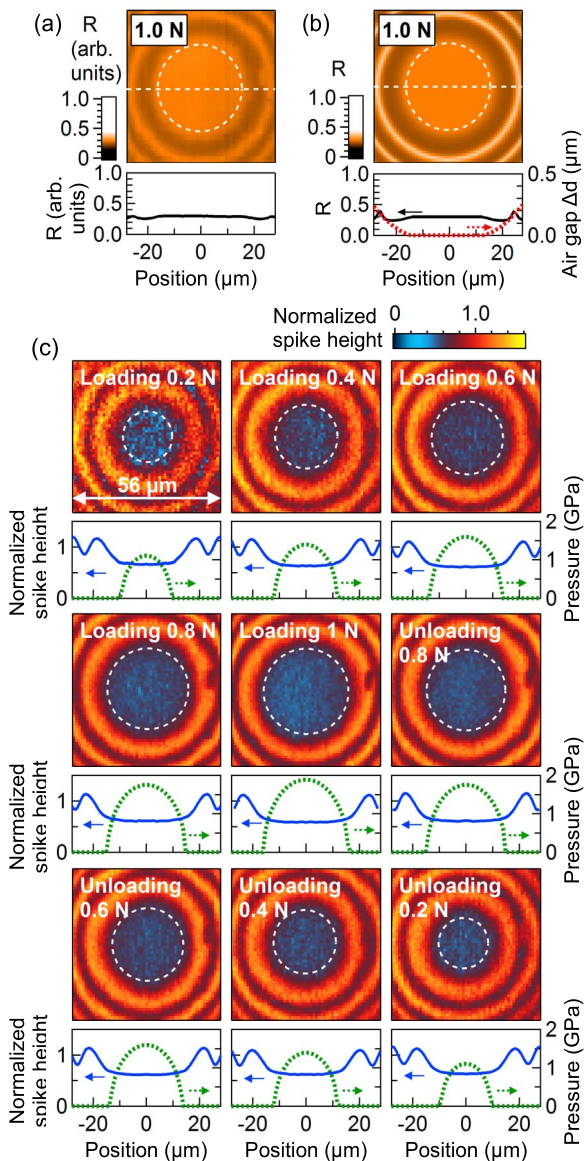 (a)
R
(arb.
units)
1.0 N
1.0
0.5
0
(b)
R
1.0 N
1.0
0.5
0
R (arb.
units)
1.0
0.5
0.0
-20 0 20
Position (µm)
R
1.0
0.5
0.0
0.5
0.0
Air gap Δd (µm)
-20 0 20
Position (µm)
Normalized
spike height
0 1.0
(c)
Loading 0.2 N
56 µm
Loading 0.4 N
Loading 0.6 N
Normalized
spike height
1
0
2
1
0
Pressure (GPa)
Loading 0.8 N
Loading 1 N
Unloading
0.8 N
Normalized
spike height
1
0
2
1
0
Pressure (GPa)
Unloading
0.6 N
Unloading
0.4 N
Unloading
0.2 N
Normalized
spike height
1
0
2
1
0
Pressure (GPa)
-20 0 20
Position (µm)
-20 0 20
Position (µm)
-20 0 20
Position (µm)